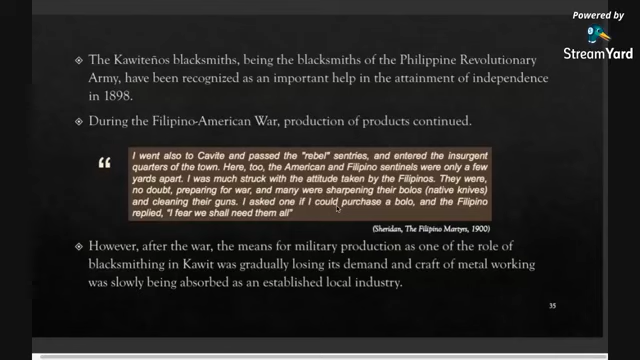 Powered by
StreamYard
The Kawiteños blacksmiths, being the blacksmiths of the Philippine Revolutionary
Army, have been recognized as an important help in the attainment of independence
in 1898.
During the Filipino-American War, production of products continued.
“
I went also to Cavite and passed the "rebel" sentries, and entered the insurgent
quarters of the town. Here, too, the American and Filipino sentinels were only a few
yards apart. I was much struck with the attitude taken by the Filipinos. They were,
no doubt, preparing for war, and many were sharpening their bolos (native knives)
and cleaning their guns. I asked one if I could purchase a bolo, and the Filipino
replied, "I fear we shall need them all"
(Sheridan, The Filipino Martyrs, 1900)
However, after the war, the means for military production as one of the role of
blacksmithing in Kawit was gradually losing its demand and craft of metal working
was slowly being absorbed as an established local industry.
35